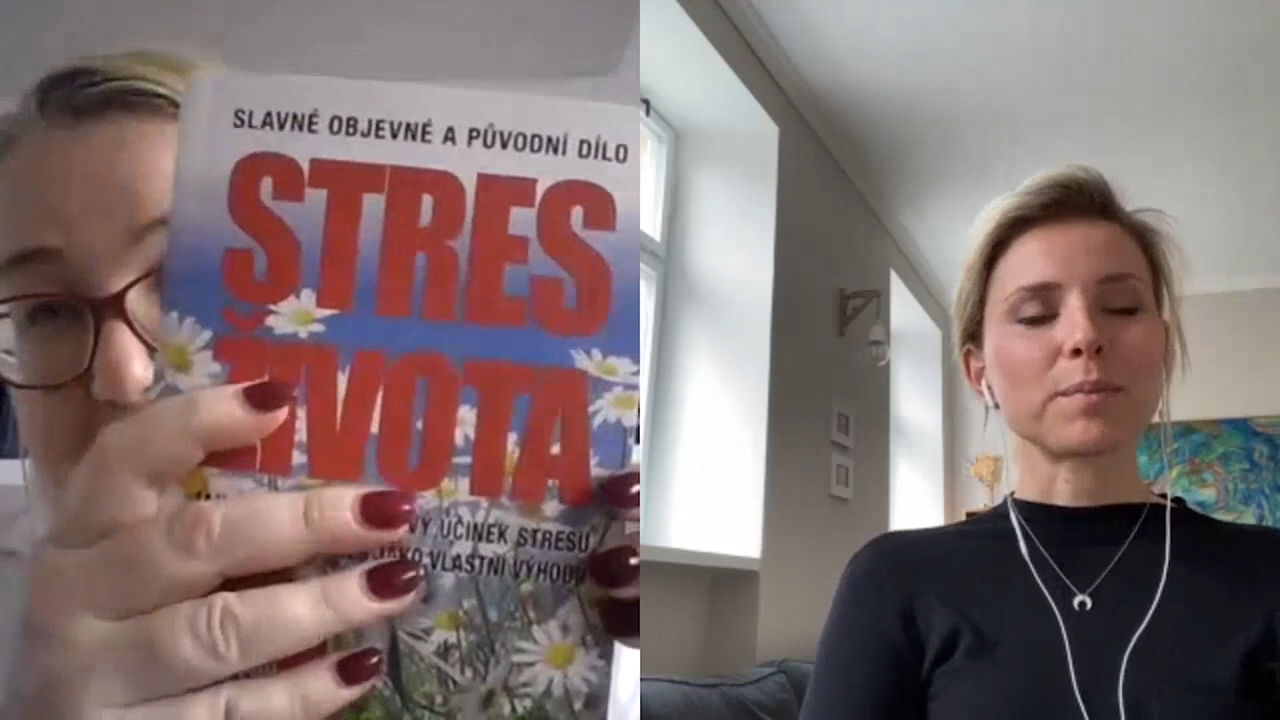 SLAVNÉ OBJEVNÉ A PŮVODNÍ DÍLO
STRES
ŽIVOTA
ÚČINEK STRESU
JAKO VLASTNÍ VÝHODU